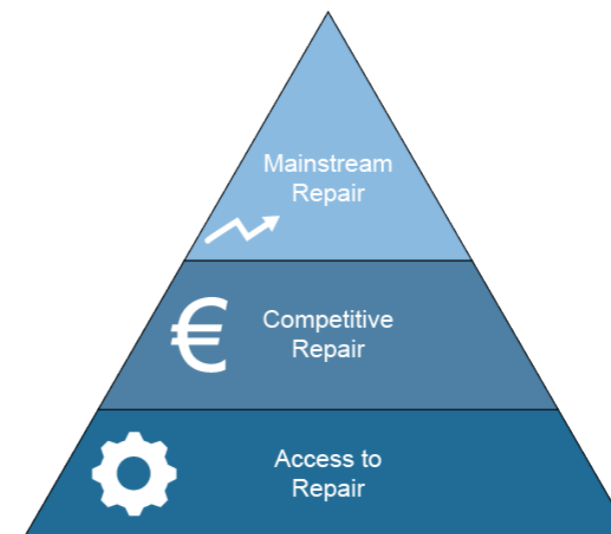 Mainstream
Repair
€
Competitive
Repair
Access to
Repair